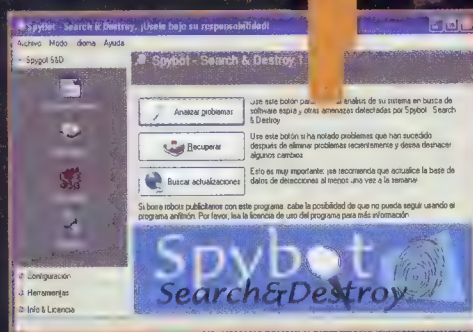 Spybot - Search & Destroy. ¡Uselo bajo su responsabilidad!
Archivo Modo Idioma Ayuda
Spybot S&D
Spybot - Search & Destroy 1
Analizar problemas
Use este botón para análisis de su sistema en busca de
software espía y otras amenazas detectadas por Spybot - Search
& Destroy
Recuperar
Use este botón si ha notado problemas que han sucedido
después de eliminar problemas recientemente y desea deshacer
algunos cambios
Buscar actualizaciones
Esto es muy importante: ¡se recomienda que actualice la base de
datos de detecciones al menos una vez a la semana!
Si borra robots publicitarios con este programa, cabe la posibilidad de que no pueda seguir usando el
programa anfitrión. Por favor, lea la licencia de uso del programa para más información
Configuración
Herramientas
Info & Licencia
Spybot
Search&Destroy